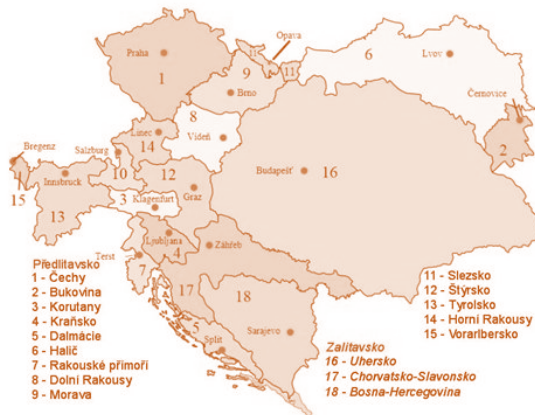 Opava
11
6
Praha
Lvov
9
11
1
Brno
Černovice
8
Bregenz
Linec
Vídeň
2
Salzburg
14
10
12
Budapešť
16
Innsbruck
15
3
Klagenfurt
Graz
13
Ljubljana
4
Záhřeb
Terst
7
17
18
5
Sarajevo
Split
Předlitavsko
1 - Čechy
2 - Bukovina
3 - Korutany
4 - Kraňsko
5 - Dalmácie
6 - Halič
7 - Rakouské přímoří
8 - Dolní Rakousy
9 - Morava
11 - Slezsko
12 - Štýrsko
13 - Tyrolsko
14 - Horní Rakousy
15 - Vorarlbersko
Zalitavsko
16 - Uhersko
17 - Chorvatsko-Slavonsko
18 - Bosna-Hercegovina